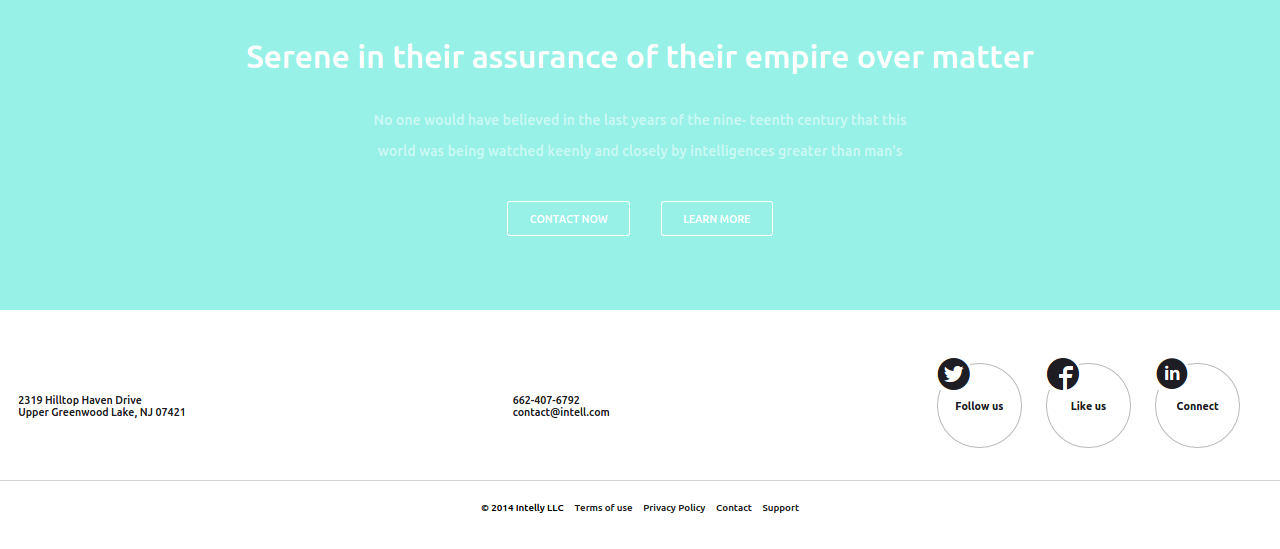 Serene in their assurance of their empire over matter
No one would have believed in the last years of the nine- teenth century that this
world was being watched keenly and closely by intelligences greater than man's
CONTACT NOW
LEARN MORE
2319 Hilltop Haven Drive
Upper Greenwood Lake, NJ 07421
662-407-6792
contact@intell.com
Follow us
Like us
in
Connect
© 2014 Intelly LLC Terms of use Privacy Policy Contact Support